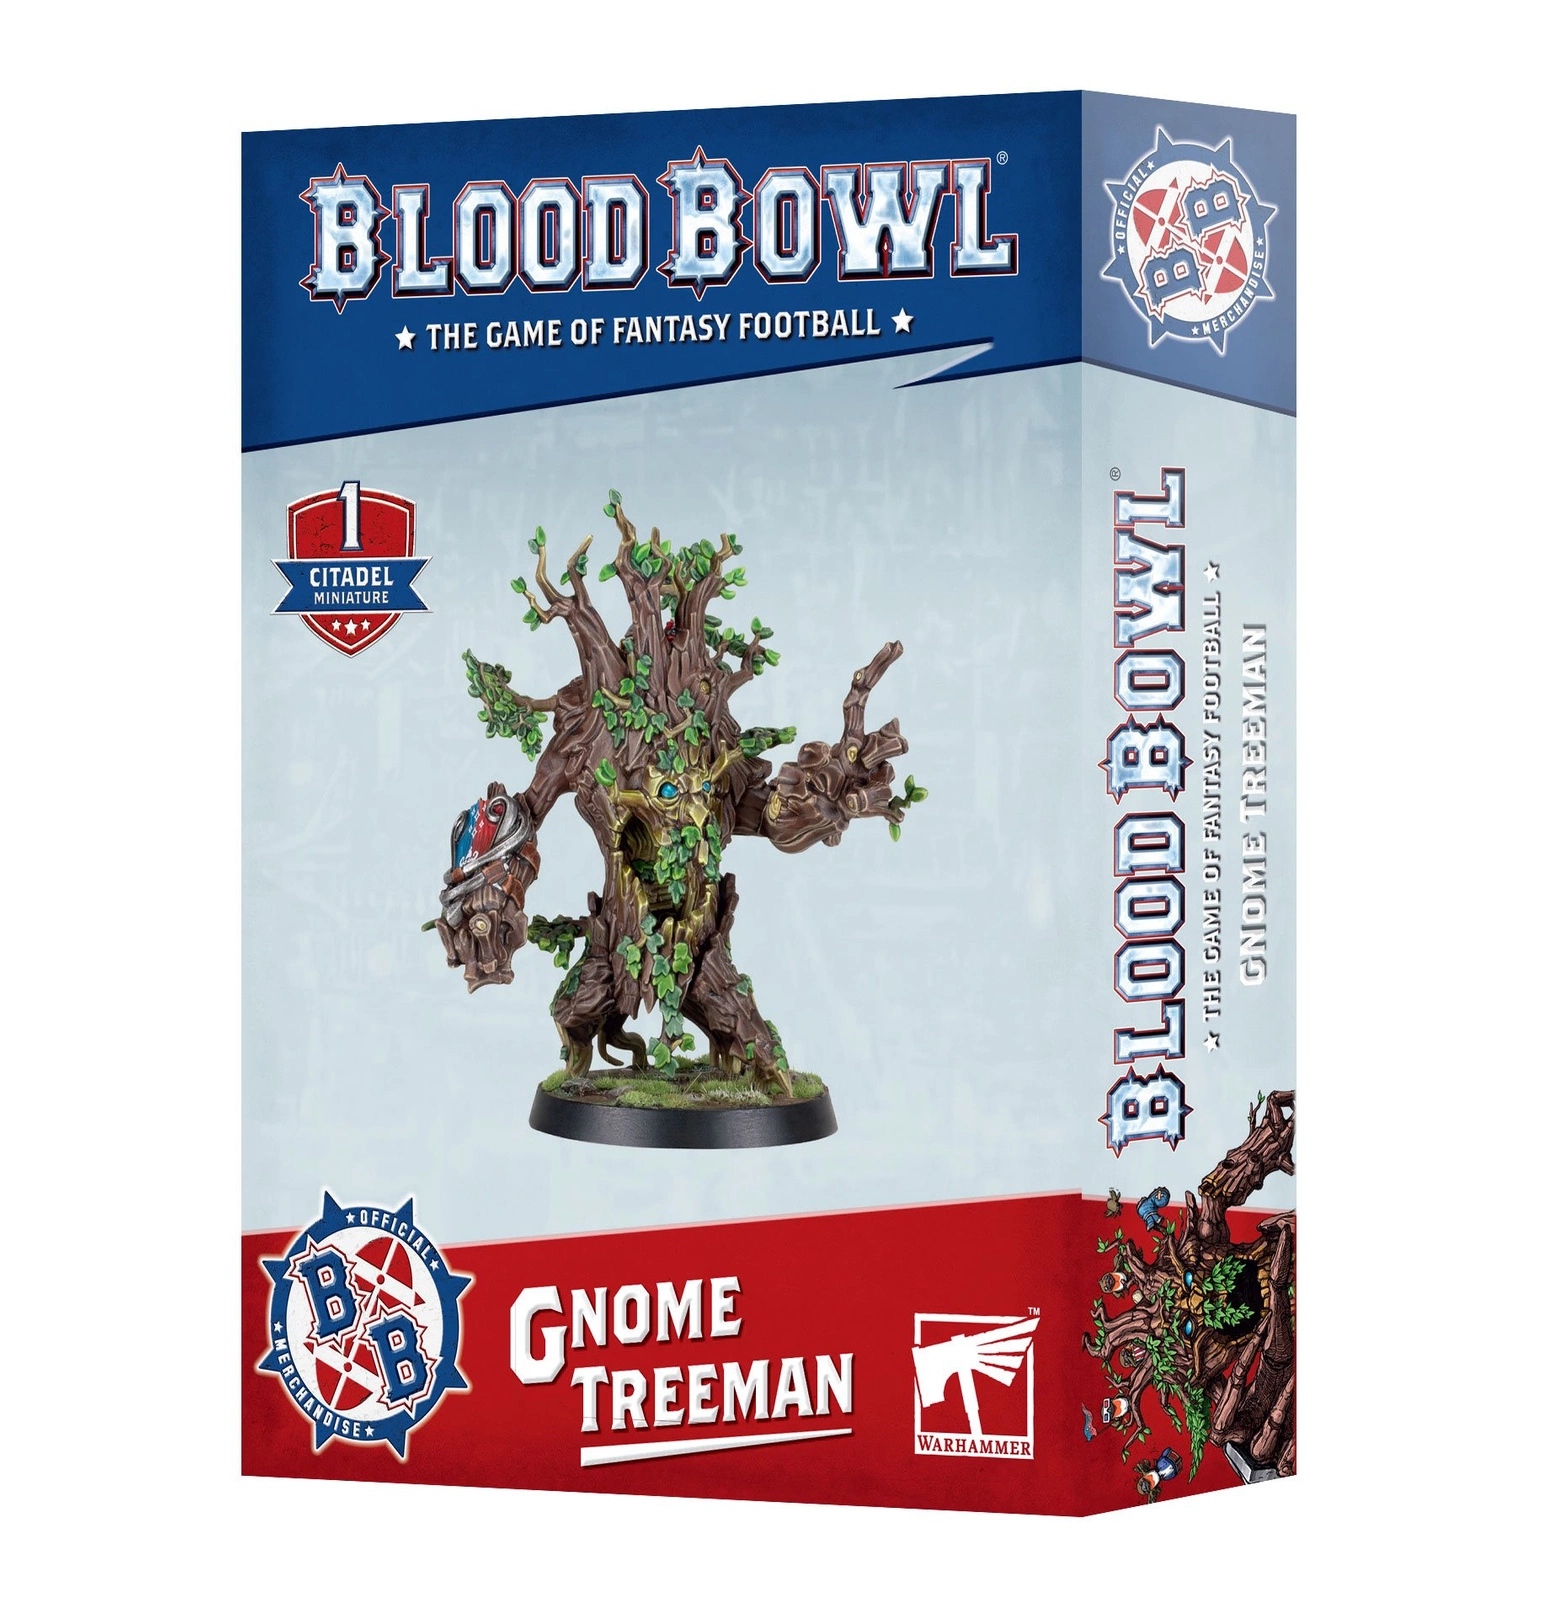 BLOOD BOWL®
★ THE GAME OF FANTASY FOOTBALL ★
1
CITADEL
MINIATURE
OFFICIAL
BB
MERCHANDISE
GNOME
TREEMAN
™
WARHAMMER
OFFICIAL
BB
MERCHANDISE
BLOOD BOWL®
★ THE GAME OF FANTASY FOOTBALL ★
GNOME TREEMAN